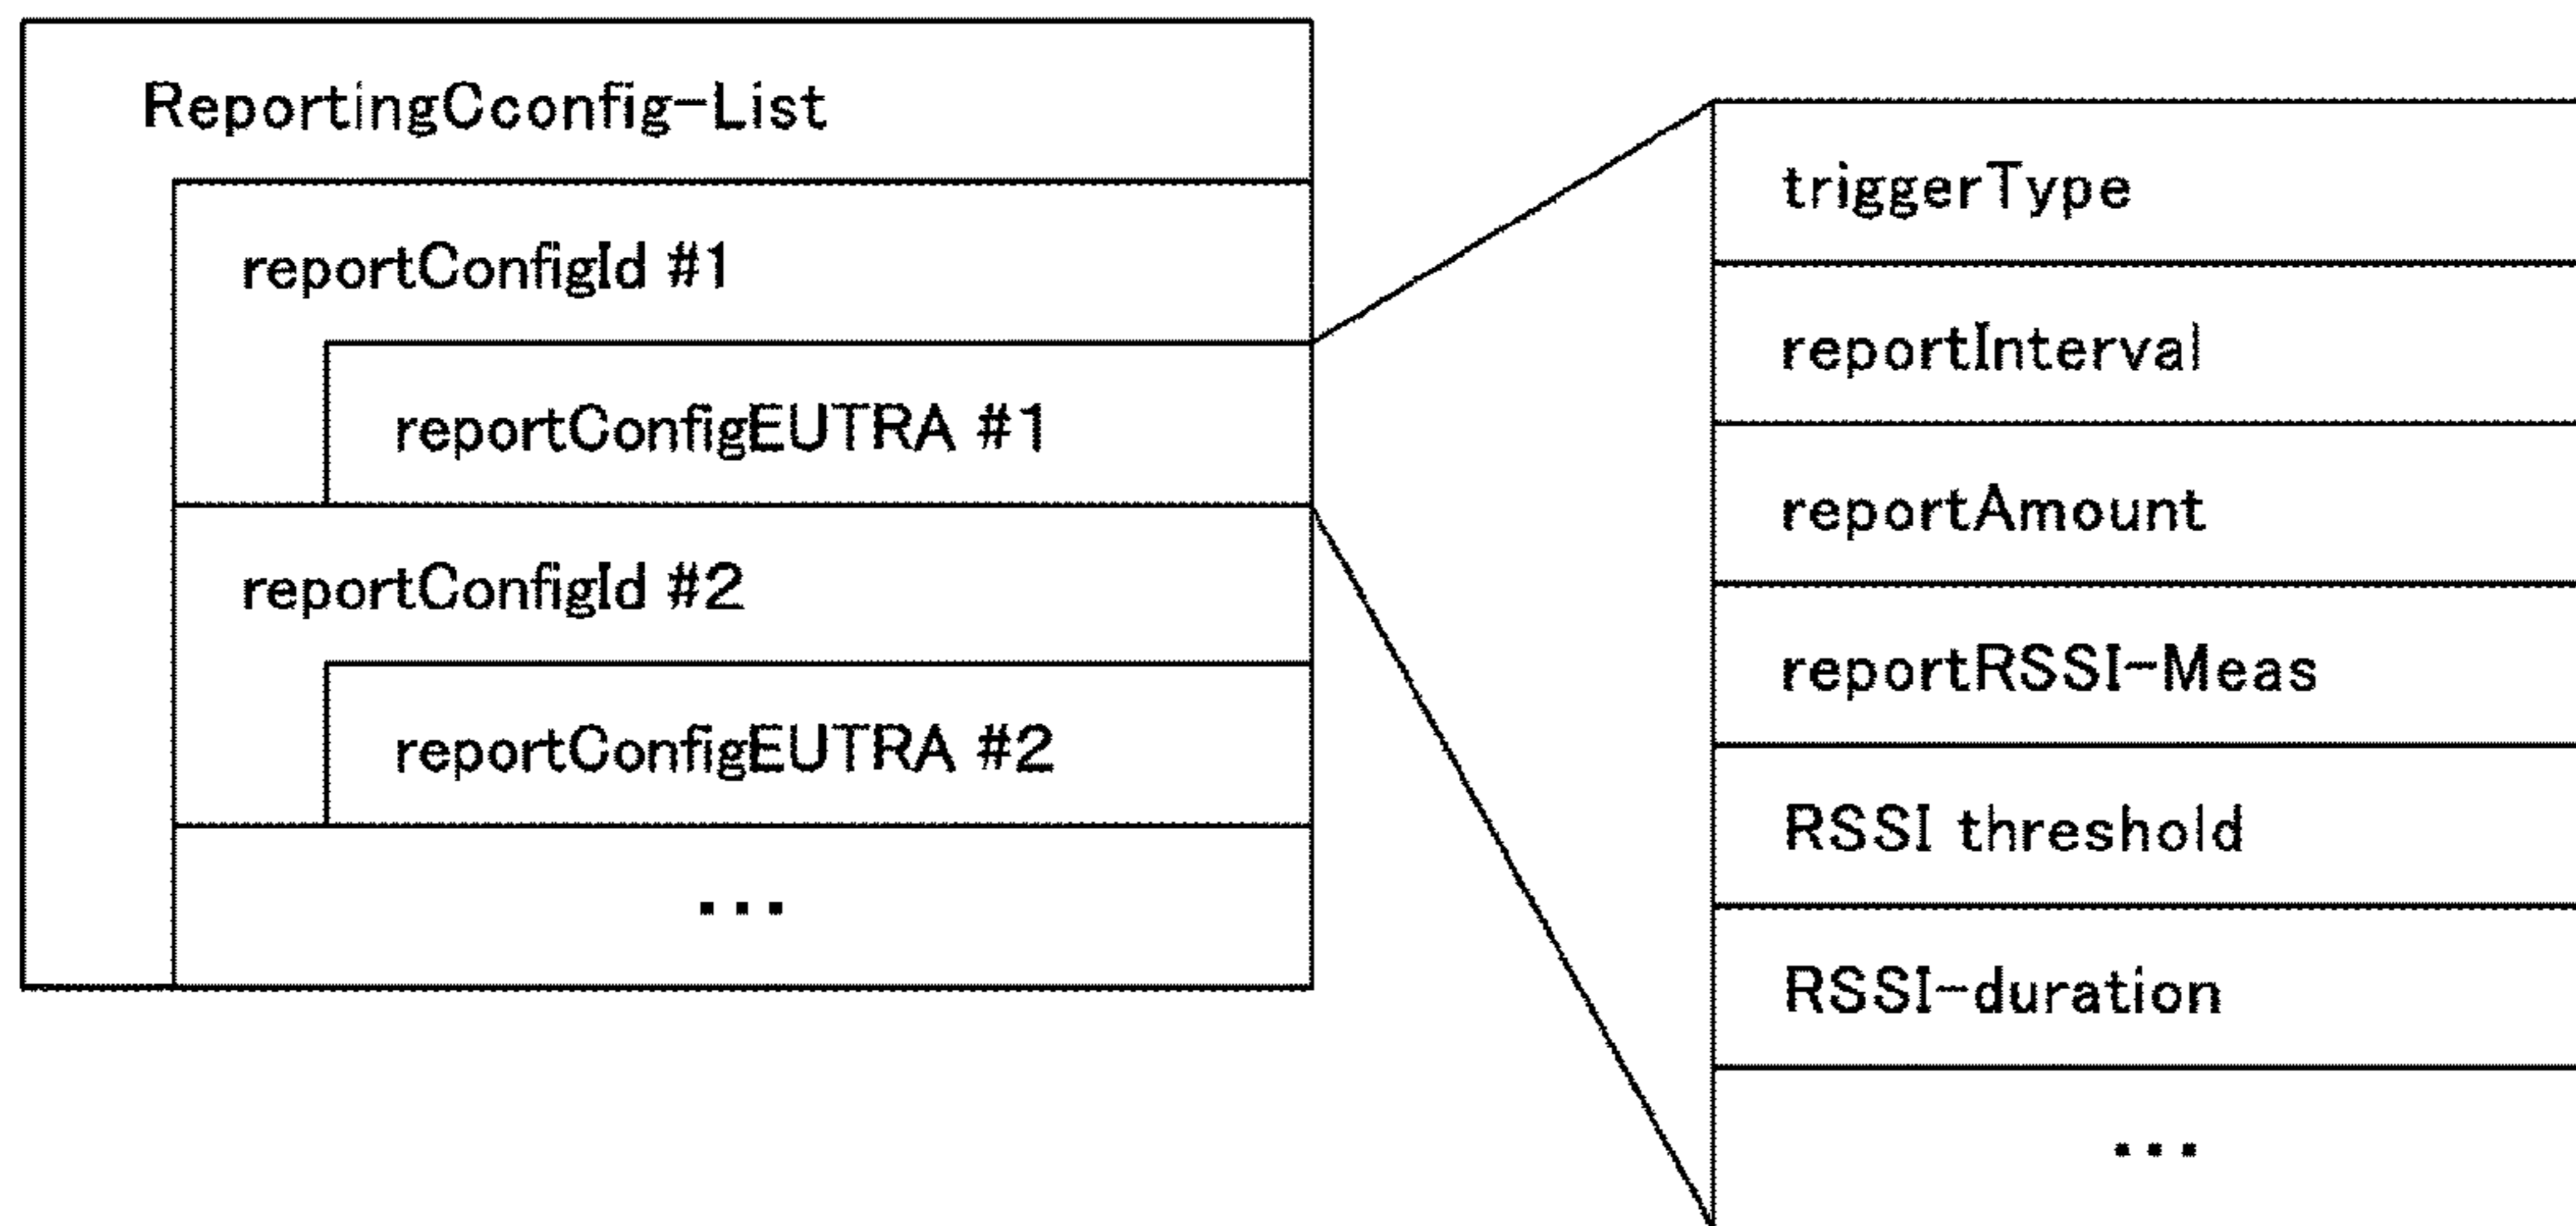 ReportingCconfig-List
reportConfigId #1
reportConfigEUTRA #1
reportConfigId #2
reportConfigEUTRA #2
...
triggerType
reportInterval
reportAmount
reportRSSI-Meas
RSSI threshold
RSSI-duration
...